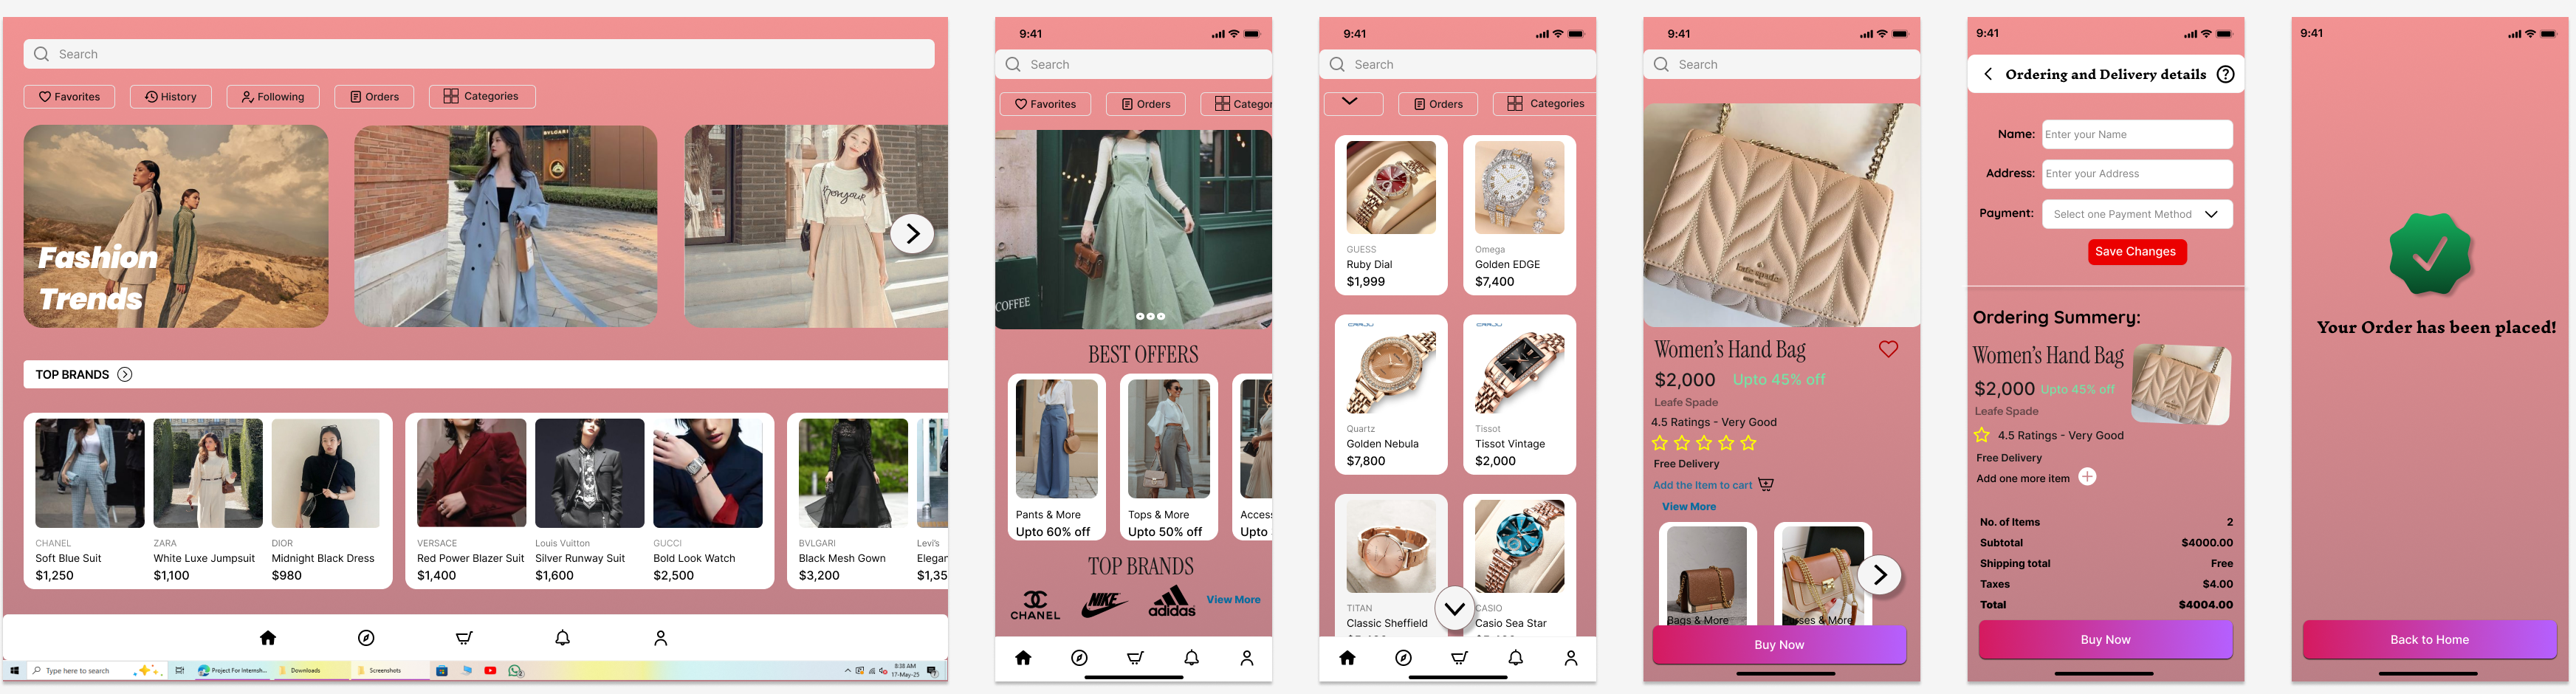 Search
Favorites
History
Following
Orders
Categories
BVLGARI
Bonjour
Fashion
Trends
TOP BRANDS
CHANEL
Soft Blue Suit
$1,250
ZARA
White Luxe Jumpsuit
$1,100
DIOR
Midnight Black Dress
$980
VERSACE
Red Power Blazer Suit
$1,400
Louis Vuitton
Silver Runway Suit
$1,600
GUCCI
Bold Look Watch
$2,500
BVLGARI
Black Mesh Gown
$3,200
Levi's
Elegan
$1,35
Type here to search
Project For Internsh...
Downloads
Screenshots
8:38 AM
17-May-25
9:41
Search
Favorites
Orders
Categor
COFFEE
BEST OFFERS
Pants & More
Upto 60% off
Tops & More
Upto 50% off
Access
Upto
TOP BRANDS
CHANEL
NIKE
adidas
View More
9:41
Search
Orders
Categories
GUESS
Ruby Dial
$1,999
Omega
Golden EDGE
$7,400
CRRJU
Quartz
Golden Nebula
$7,800
CRRJU
Tissot
Tissot Vintage
$2,000
TITAN
Classic Sheffield
CASIO
Casio Sea Star
9:41
Search
kate spade
Women's Hand Bag
$2,000 Upto 45% off
Leafe Spade
4.5 Ratings - Very Good
Free Delivery
Add the Item to cart
View More
Bags & More
sses & More
Buy Now
9:41
Ordering and Delivery details
Name: Enter your Name
Address: Enter your Address
Payment: Select one Payment Method
Save Changes
Ordering Summery:
Women's Hand Bag
$2,000 Upto 45% off
Leafe Spade
4.5 Ratings - Very Good
Free Delivery
Add one more item
No. of Items 2
Subtotal $4000.00
Shipping total Free
Taxes $4.00
Total $4004.00
Buy Now
9:41
Your Order has been placed!
Back to Home